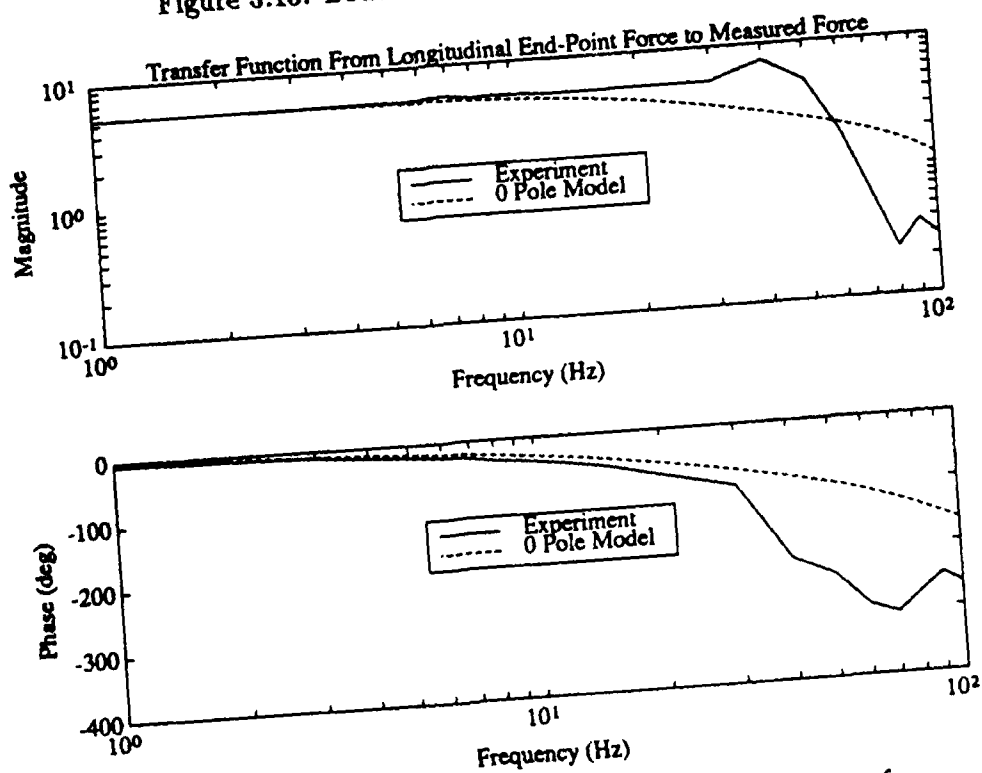 Figure
Transfer Function From Longitudinal End-Point Force to Measured Force
10¹
10⁰
10⁻¹
Magnitude
Experiment
0 Pole Model
10⁰
10¹
10²
Frequency (Hz)
0
-100
-200
-300
-400
Phase (deg)
Experiment
0 Pole Model
10⁰
10¹
10²
Frequency (Hz)